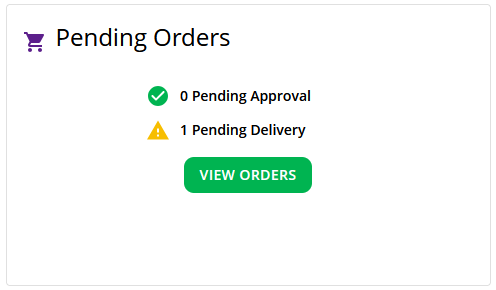 Pending Orders
0 Pending Approval
1 Pending Delivery
VIEW ORDERS